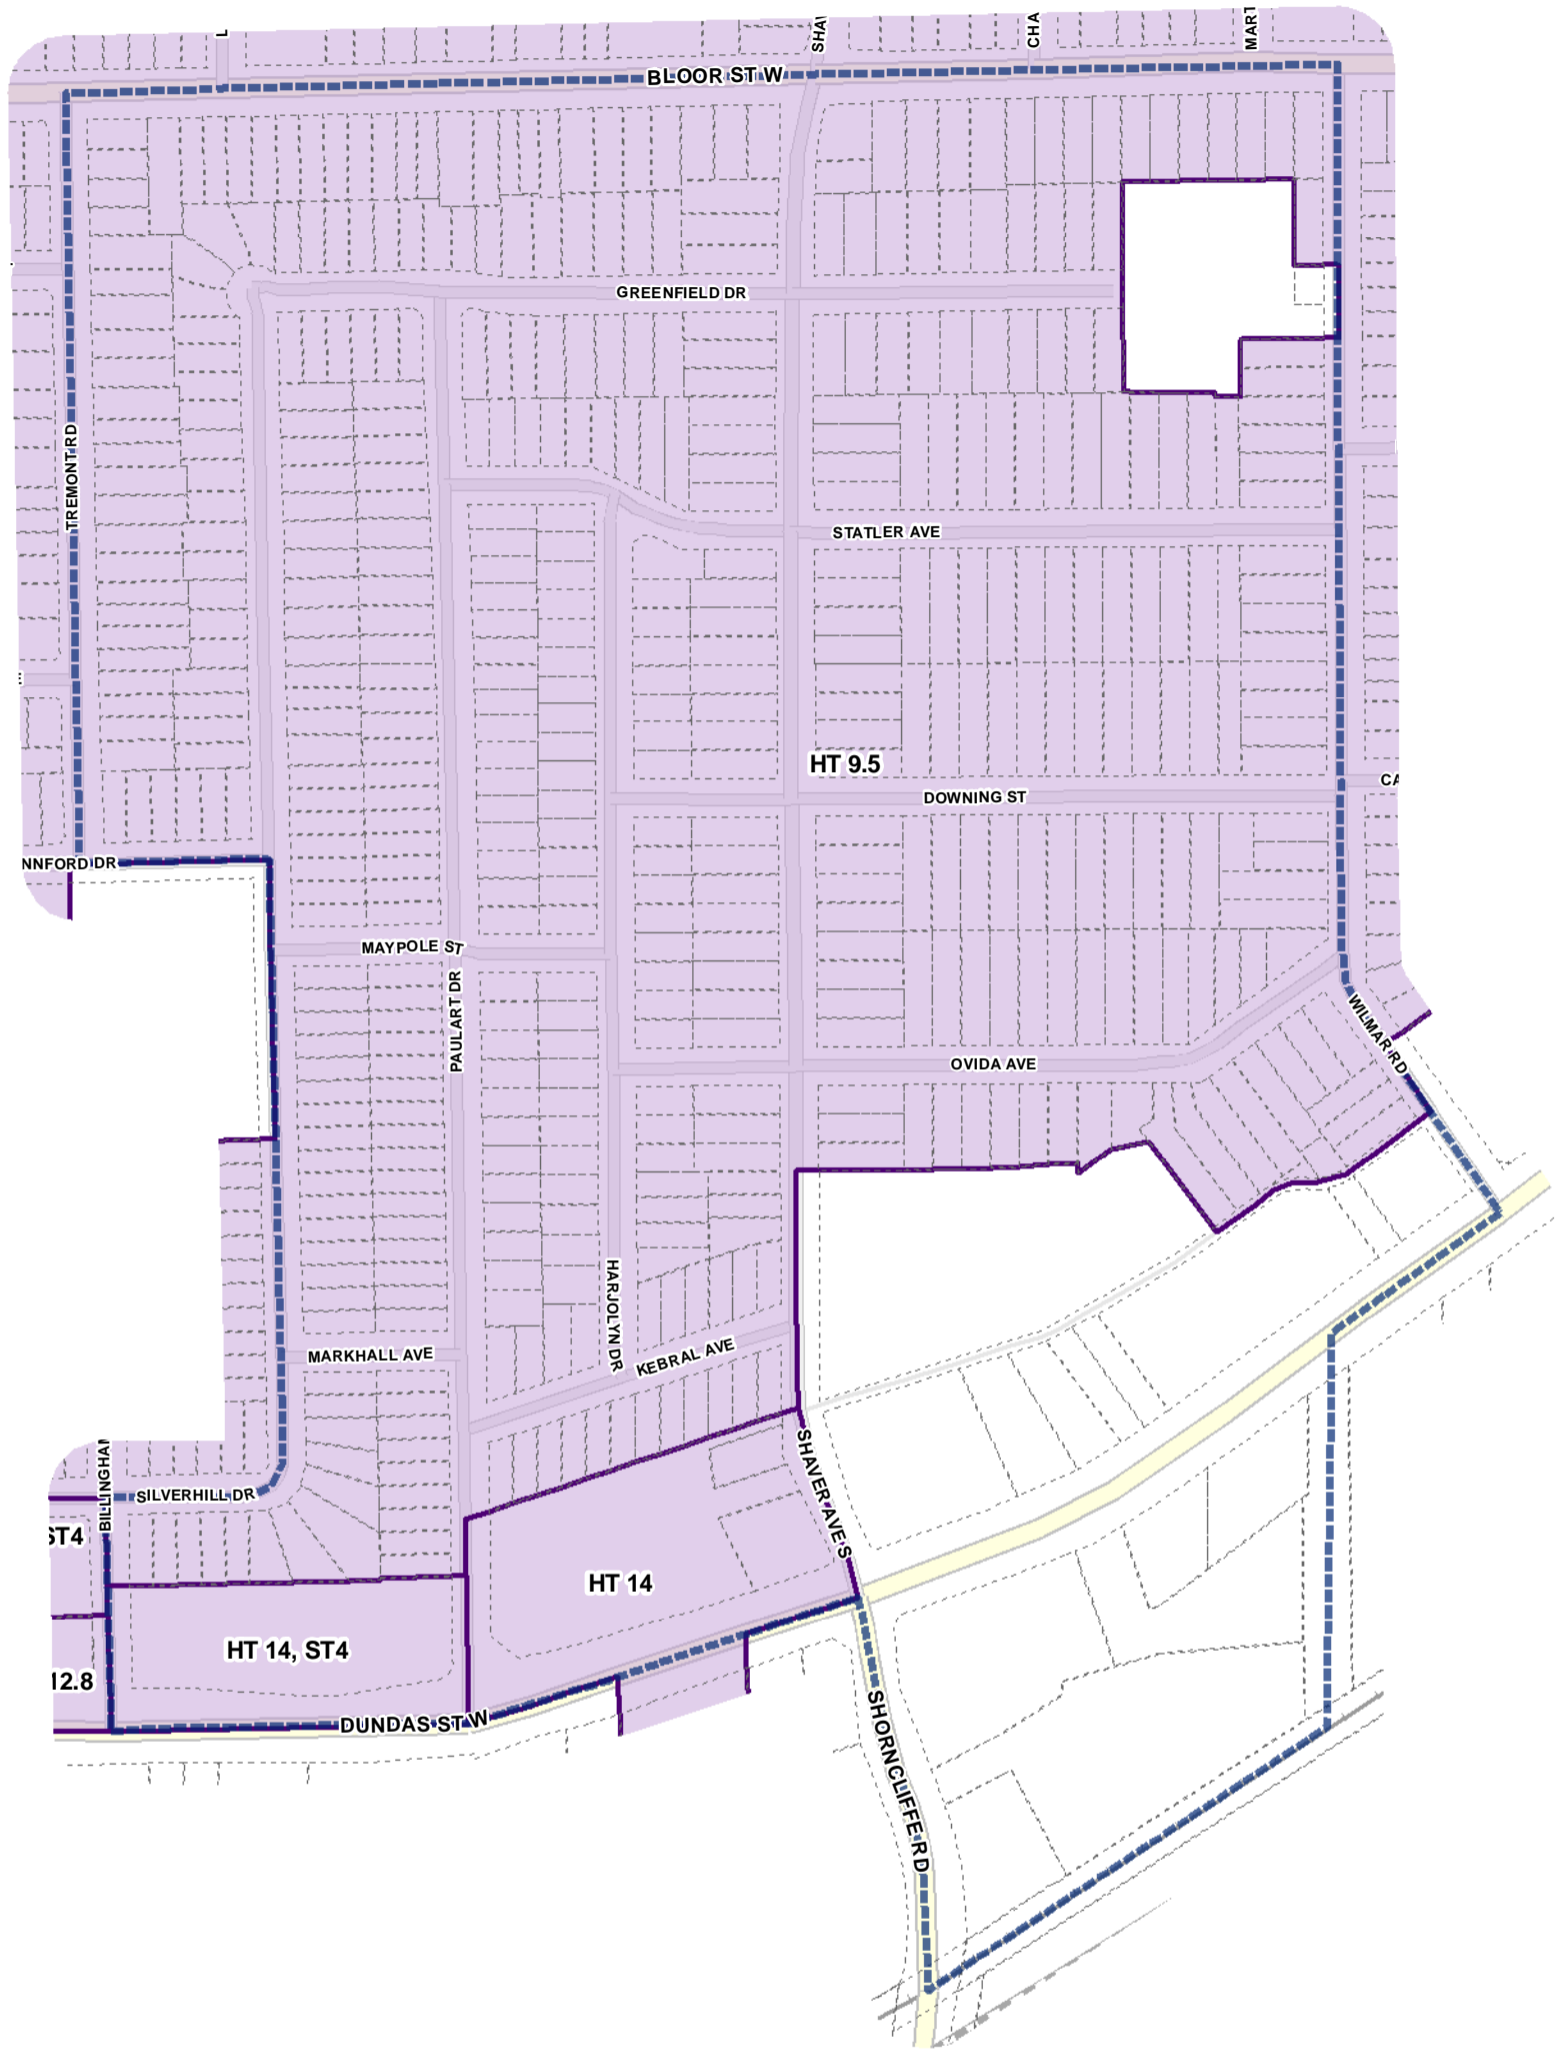 L
SHA
CHA
MART
BLOOR ST W
GREENFIELD DR
TREMONT RD
STATLER AVE
E
HT 9.5
DOWNING ST
CA
NNFORD DR
MAYPOLE ST
PAULART DR
WILMAR RD
OVIDA AVE
HARJOLYN DR
KEBRAL AVE
MARKHALL AVE
SHAVER AVE S
BILLINGHAM
SILVERHILL DR
ST4
HT 14
HT 14, ST4
12.8
DUNDAS ST W
SHORNCLIFFE RD